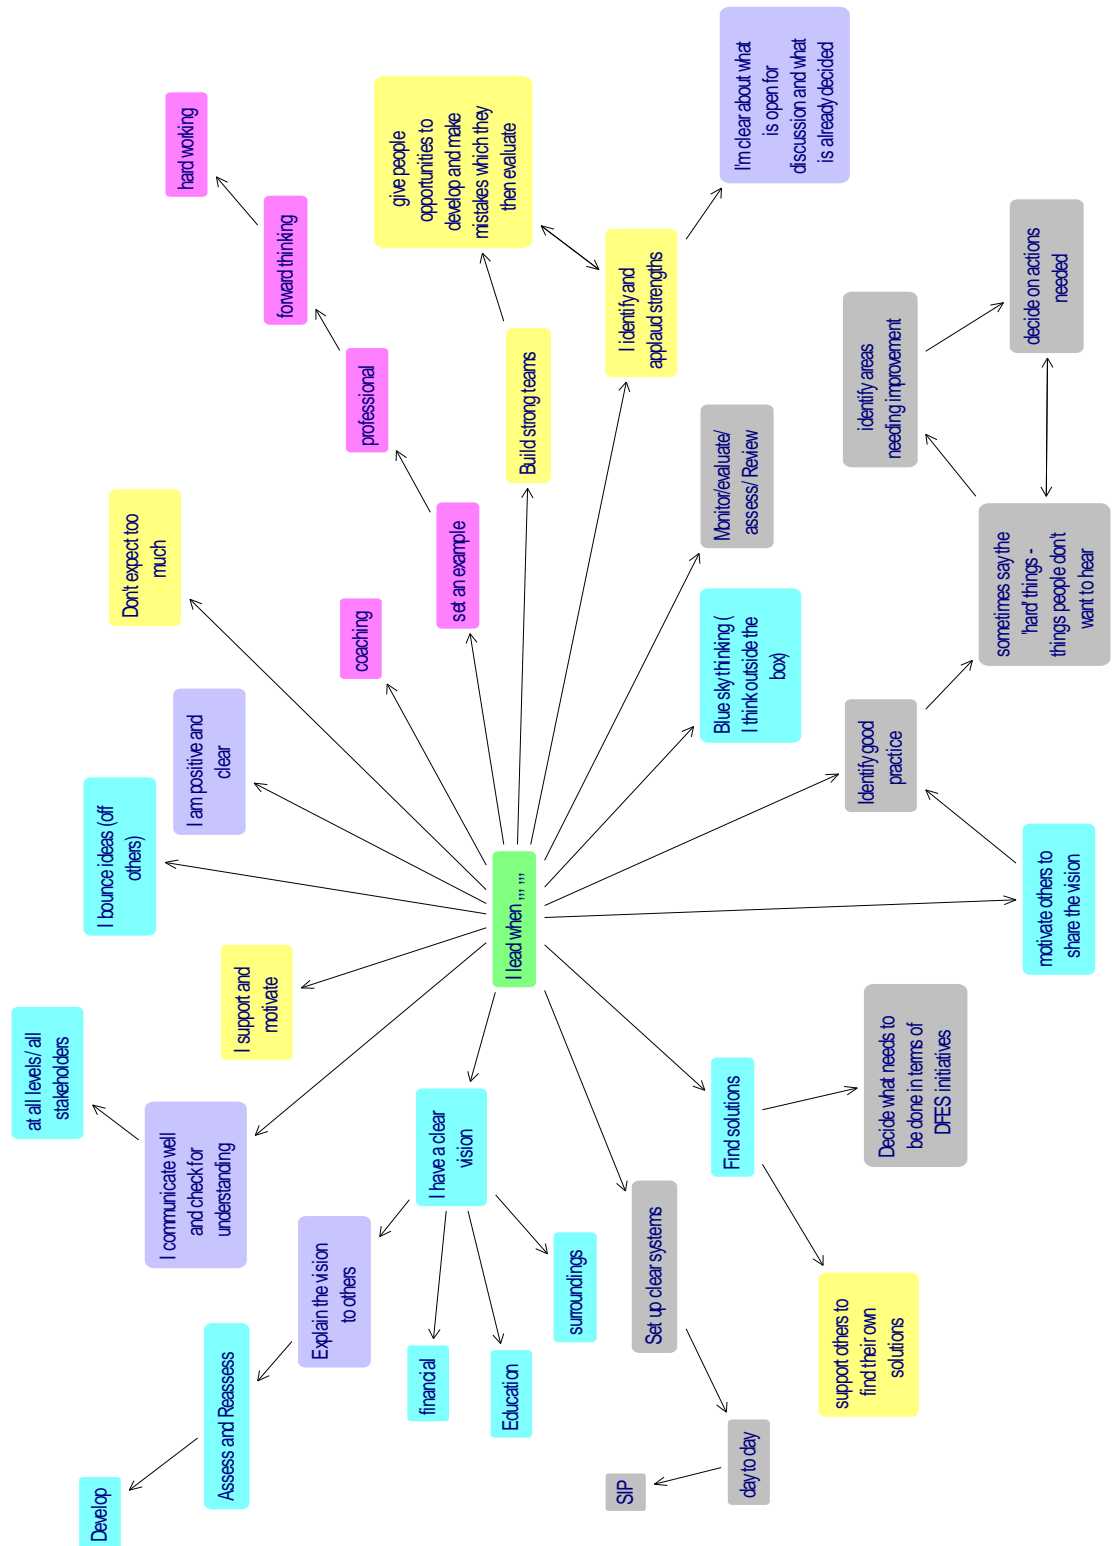 Develop
Assess and Reassess
at all levels/ all
stakeholders
I communicate well
and check for
understanding
Explain the vision
to others
I bounce ideas (off
others)
I am positive and
clear
Don't expect too
much
I support and
motivate
I have a clear
vision
financial
Education
surroundings
hard working
forward thinking
professional
set an example
coaching
I lead when ,,, ,,,
give people
opportunities to
develop and make
mistakes which they
then evaluate
Build strong teams
I identify and
applaud strengths
I'm clear about what
is open for
discussion and what
is already decided
Monitor/evaluate/
assess/ Review
Blue sky thinking (
I think outside the
box)
Set up clear systems
day to day
SIP
Find solutions
support others to
find their own
solutions
Decide what needs to
be done in terms of
DFES initiatives
Identify good
practice
motivate others to
share the vision
sometimes say the
'hard' things -
things people don't
want to hear
identify areas
needing improvement
decide on actions
needed